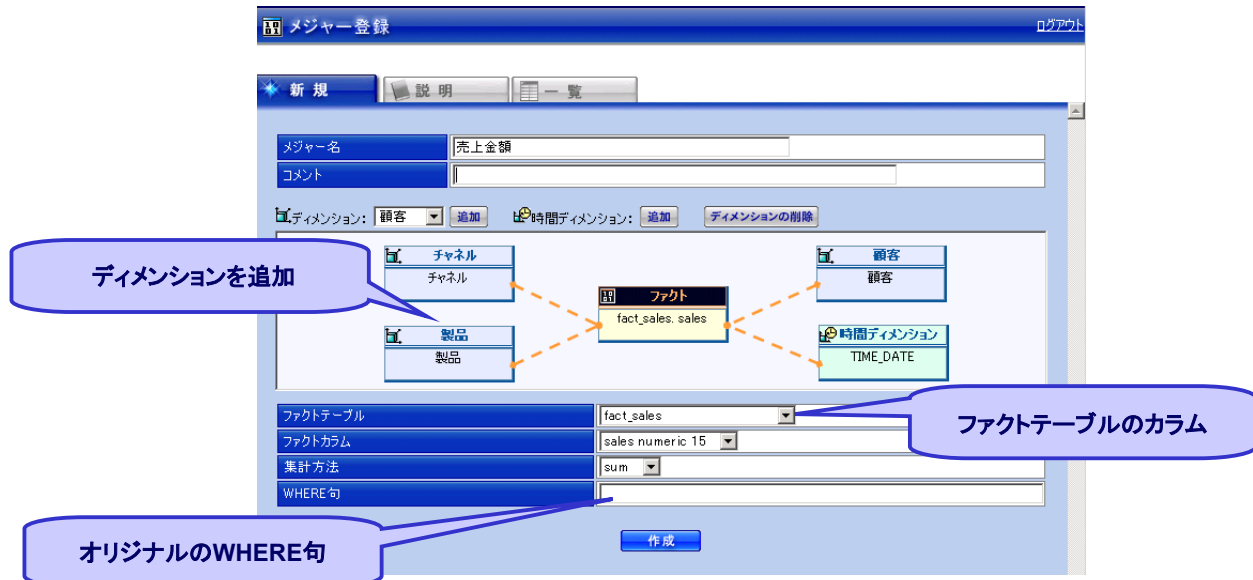 メジャー登録
ログアウト
新 規
説 明
一 覧
メジャー名
売上金額
コメント
ディメンション:
顧客
追加
時間ディメンション:
追加
ディメンションの削除
ディメンションを追加
チャネル
チャネル
顧客
顧客
ファクト
fact_sales. sales
製品
製品
時間ディメンション
TIME_DATE
ファクトテーブル
fact_sales
ファクトテーブルのカラム
ファクトカラム
sales numeric 15
集計方法
sum
WHERE句
オリジナルのWHERE句
作成